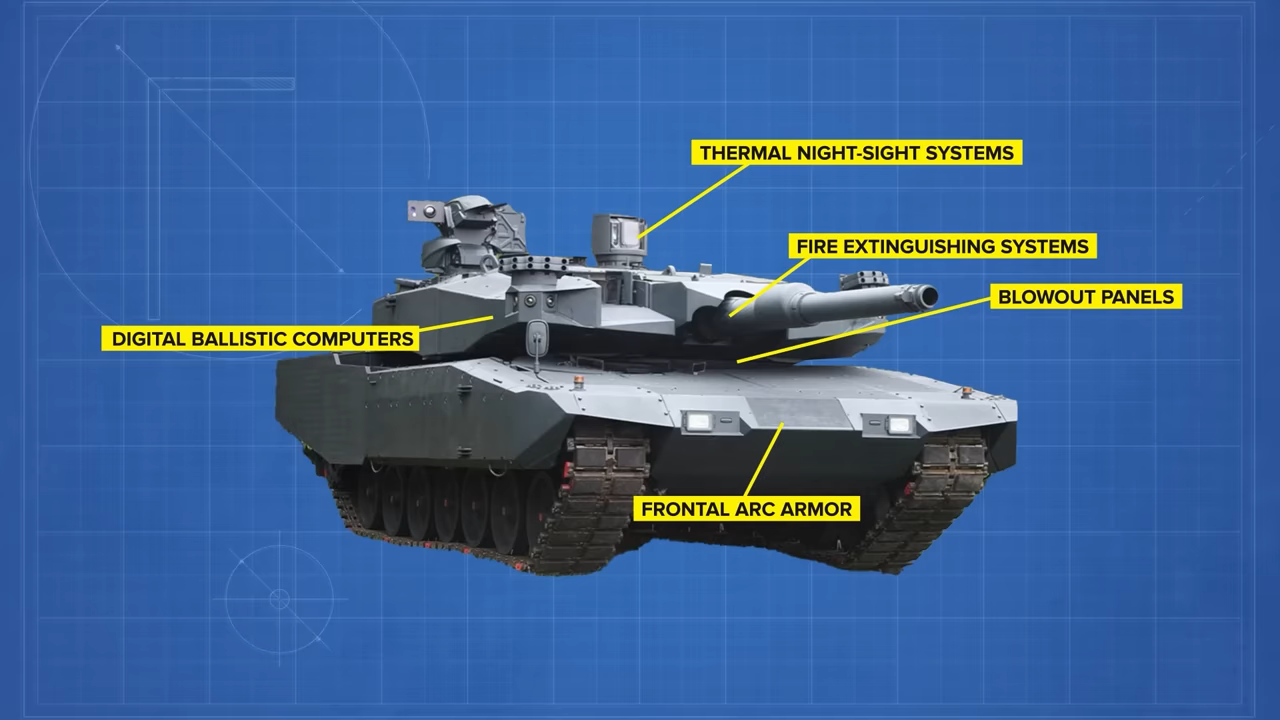 THERMAL NIGHT-SIGHT SYSTEMS
FIRE EXTINGUISHING SYSTEMS
BLOWOUT PANELS
DIGITAL BALLISTIC COMPUTERS
FRONTAL ARC ARMOR